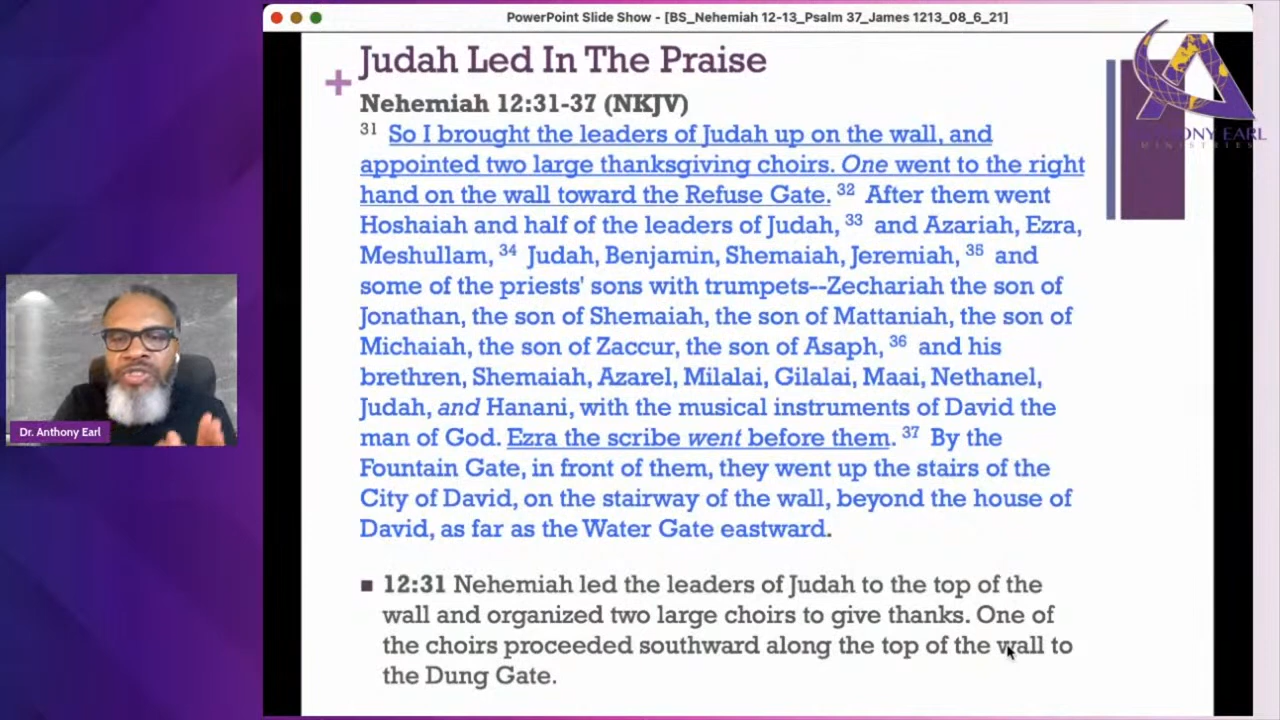 PowerPoint Slide Show - [BS_Nehemiah 12-13_Psalm 37_James 1213_08_6_21]
Judah Led In The Praise
Nehemiah 12:31-37 (NKJV)
31 So I brought the leaders of Judah up on the wall, and
appointed two large thanksgiving choirs. One went to the right
hand on the wall toward the Refuse Gate. 32 After them went
Hoshaiah and half of the leaders of Judah, 33 and Azariah, Ezra,
Meshullam, 34 Judah, Benjamin, Shemaiah, Jeremiah, 35 and
some of the priests' sons with trumpets--Zechariah the son of
Jonathan, the son of Shemaiah, the son of Mattaniah, the son of
Michaiah, the son of Zaccur, the son of Asaph, 36 and his
brethren, Shemaiah, Azarel, Milalai, Gilalai, Maai, Nethanel,
Judah, and Hanani, with the musical instruments of David the
man of God. Ezra the scribe went before them. 37 By the
Fountain Gate, in front of them, they went up the stairs of the
City of David, on the stairway of the wall, beyond the house of
David, as far as the Water Gate eastward.
■ 12:31 Nehemiah led the leaders of Judah to the top of the
wall and organized two large choirs to give thanks. One of
the choirs proceeded southward along the top of the wall to
the Dung Gate.
Dr. Anthony Earl
EARL
MINISTRIES